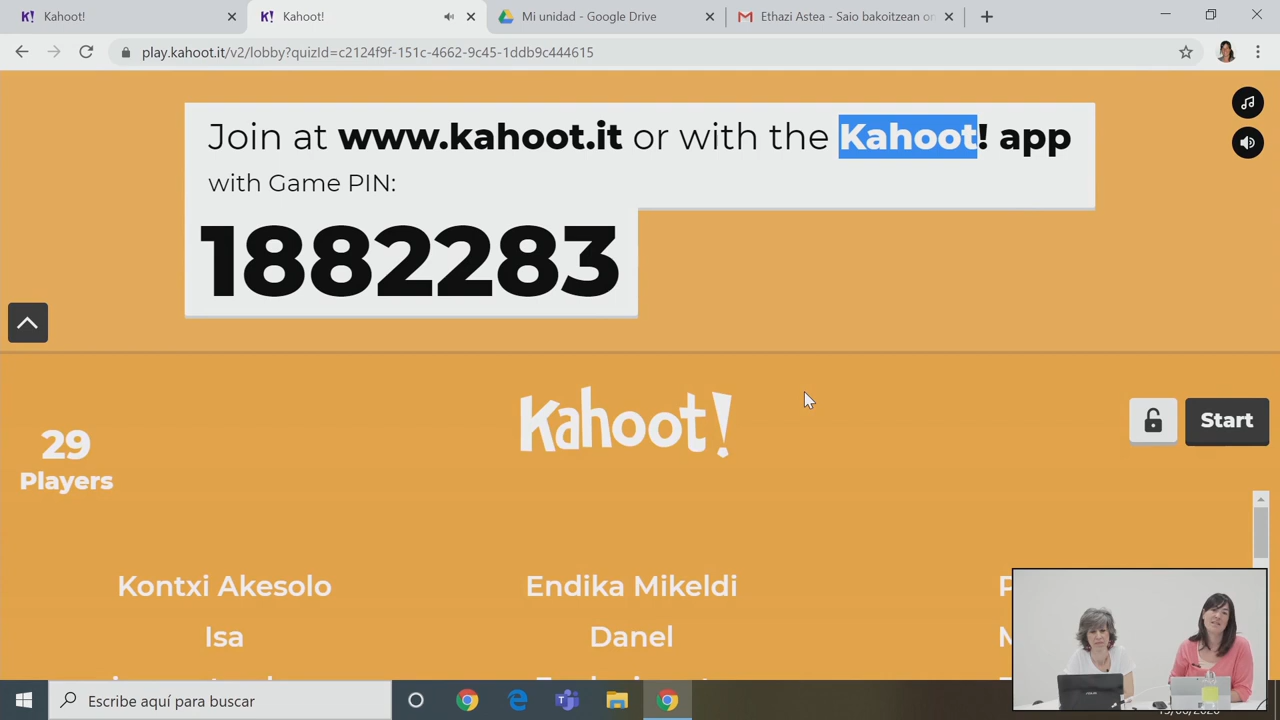 Kahoot!
Kahoot!
Mi unidad - Google Drive
Ethazi Astea - Saio bakoitzean
play.kahoot.it/v2/lobby?quizId=c2124f9f-151c-4662-9c45-1ddb9c444615
Join at www.kahoot.it or with the Kahoot! app
with Game PIN:
1882283
Kahoot!
Start
29
Players
Kontxi Akesolo
Endika Mikeldi
Isa
Danel
Escribe aquí para buscar